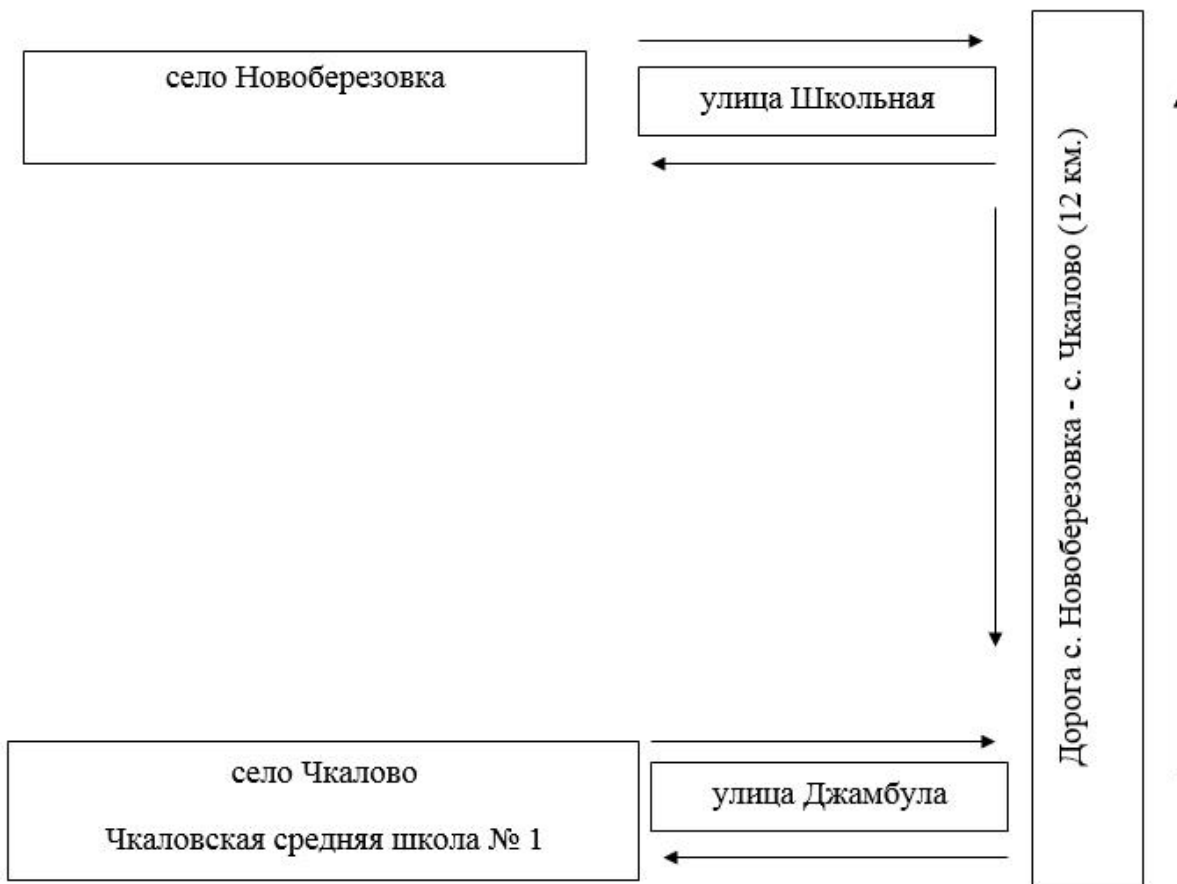 село Новоберезовка
улица Школьная
Дорога с. Новоберезовка - с. Чкалово (12 км.)
село Чкалово
Чкаловская средняя школа № 1
улица Джамбула